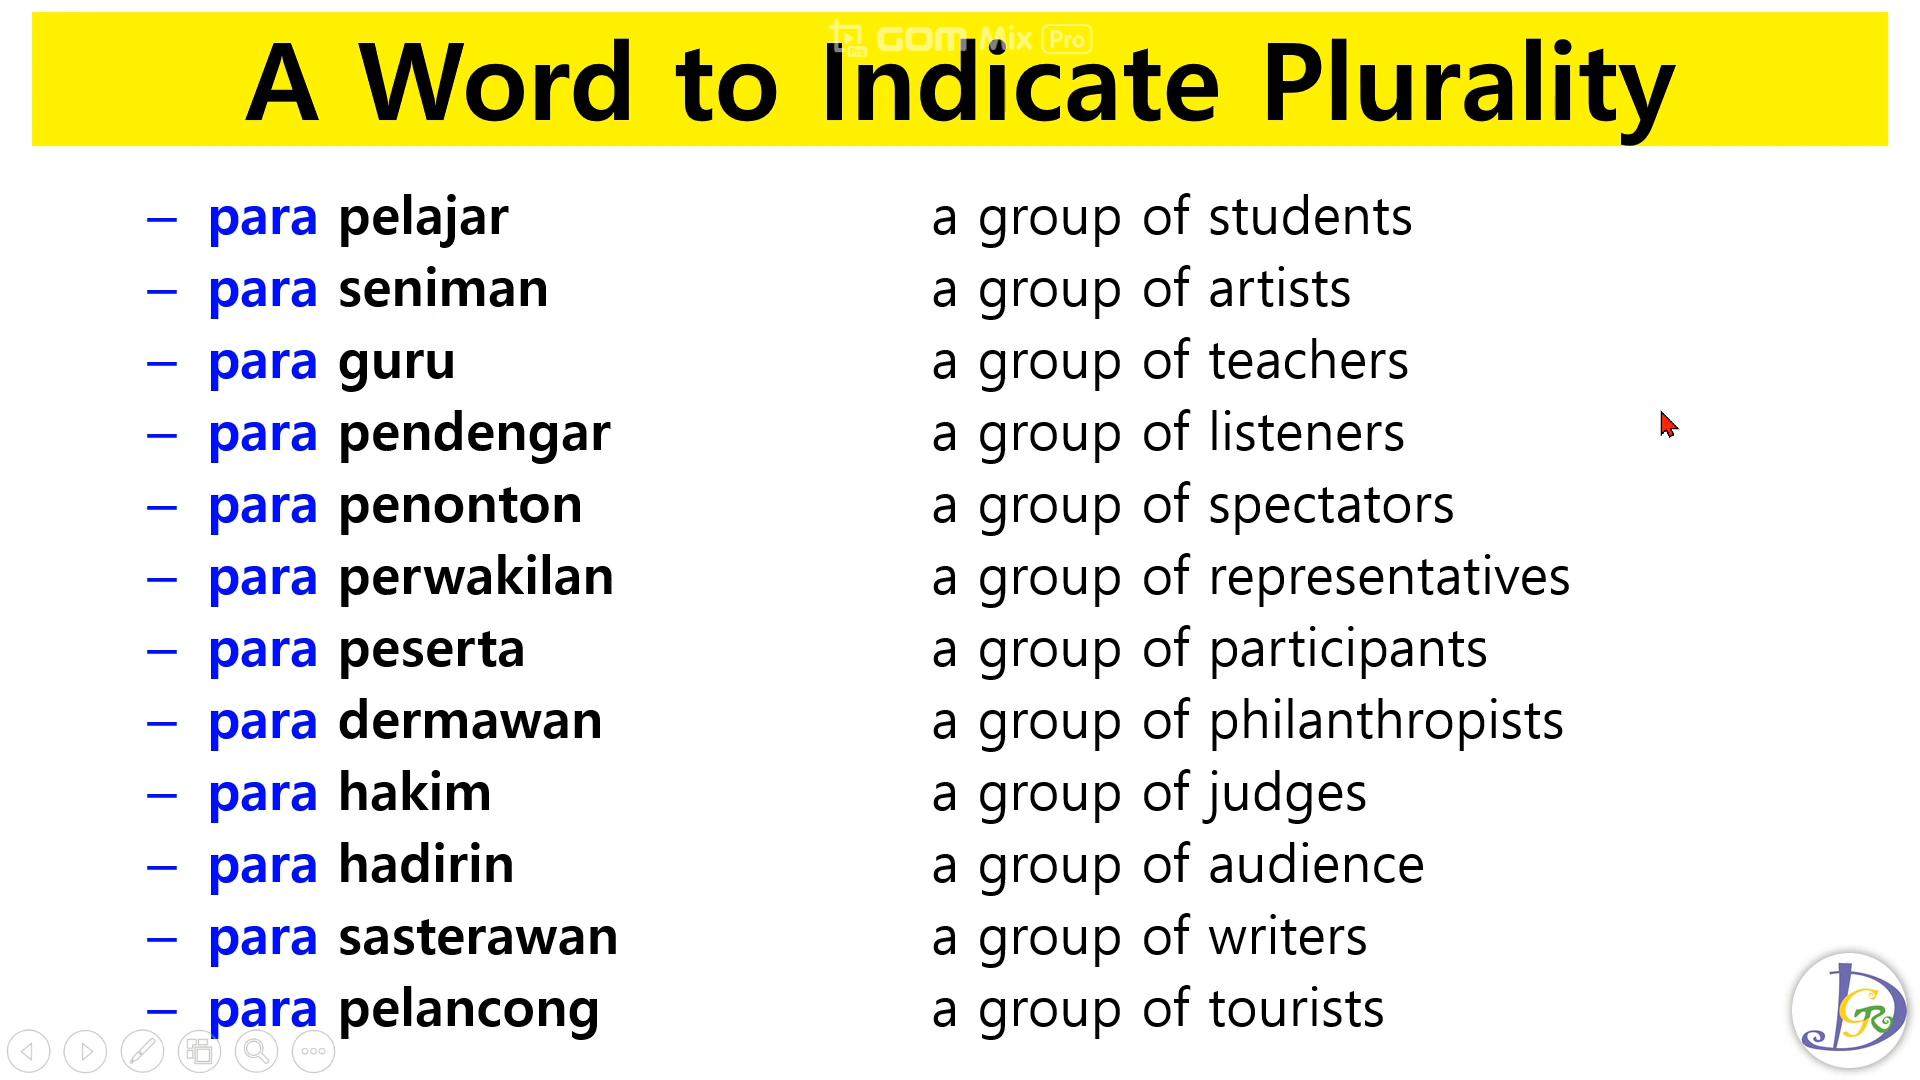 GOM Mix Pro
A Word to Indicate Plurality
– para pelajar a group of students
– para seniman a group of artists
– para guru a group of teachers
– para pendengar a group of listeners
– para penonton a group of spectators
– para perwakilan a group of representatives
– para peserta a group of participants
– para dermawan a group of philanthropists
– para hakim a group of judges
– para hadirin a group of audience
– para sasterawan a group of writers
– para pelancong a group of tourists